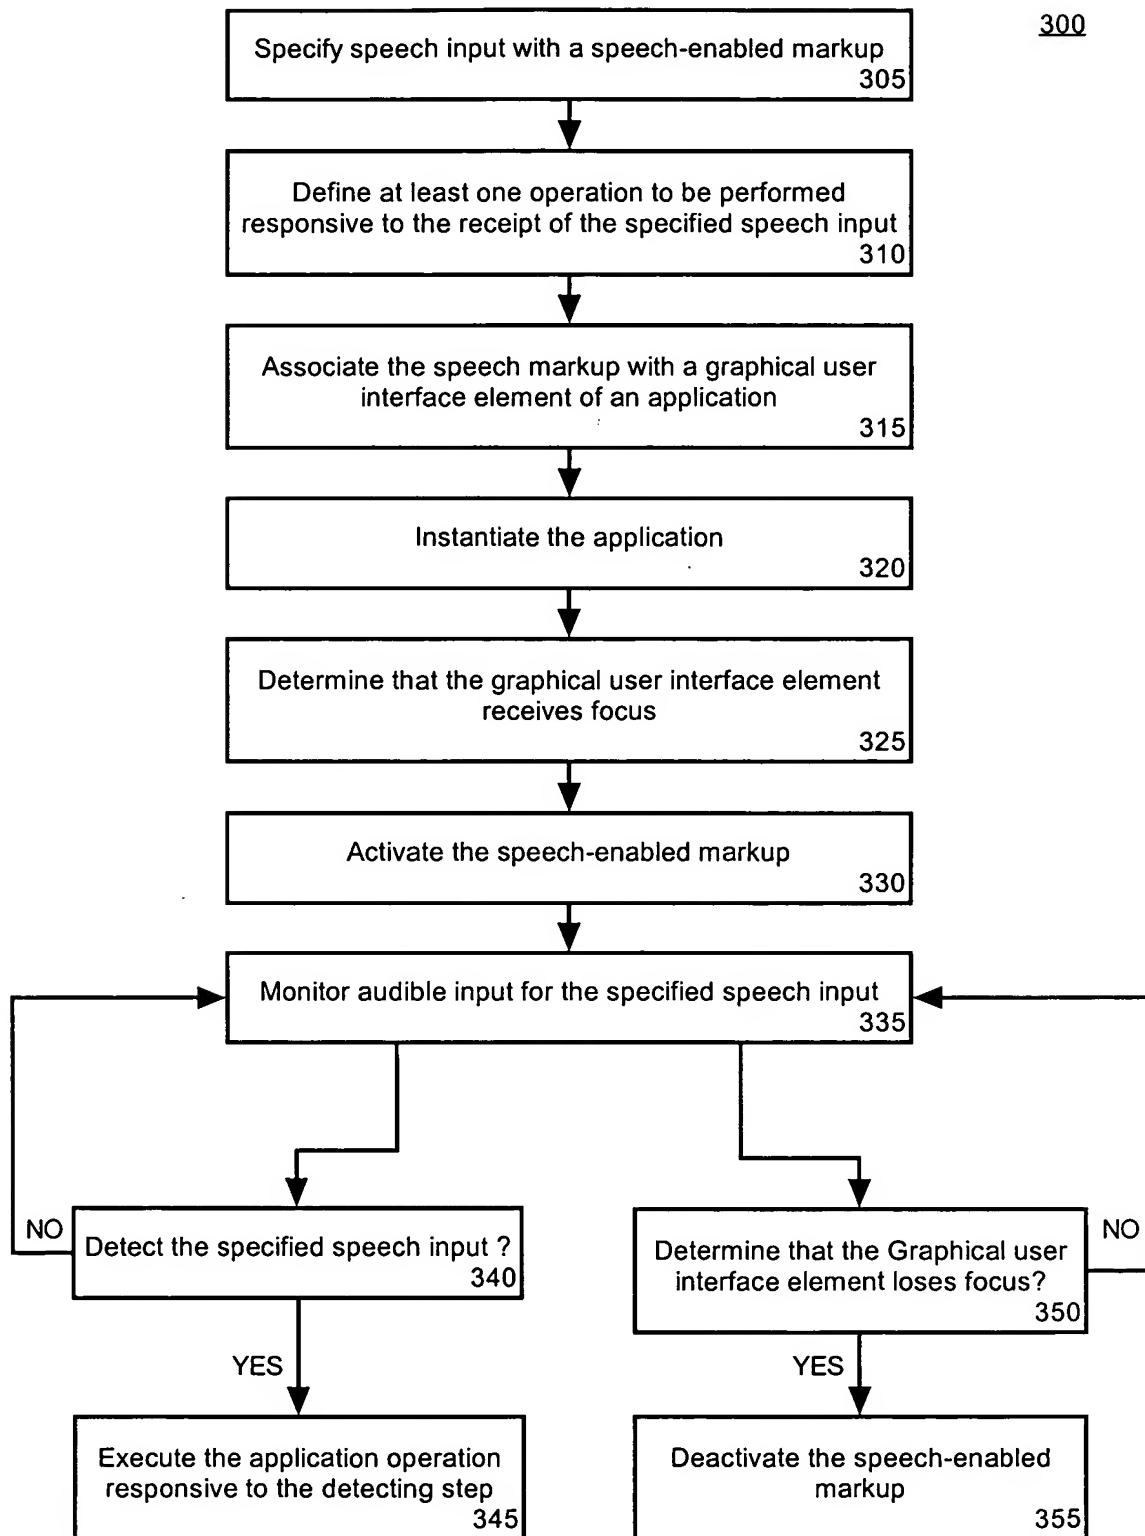 300
Specify speech input with a speech-enabled markup
305
Define at least one operation to be performed
responsive to the receipt of the specified speech input
310
Associate the speech markup with a graphical user
interface element of an application
315
Instantiate the application
320
Determine that the graphical user interface element
receives focus
325
Activate the speech-enabled markup
330
Monitor audible input for the specified speech input
335
NO
Detect the specified speech input ?
340
Determine that the Graphical user
interface element loses focus?
350
NO
YES
YES
Execute the application operation
responsive to the detecting step
345
Deactivate the speech-enabled
markup
355